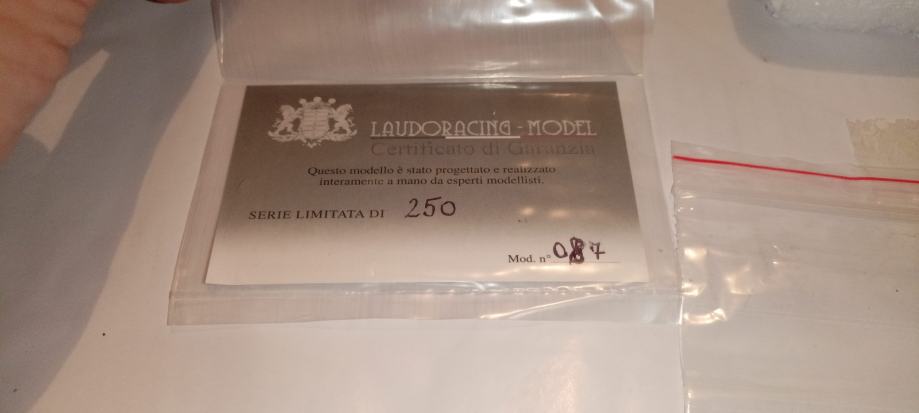 LAUDORACING - MODEL
Certificato di Garanzia
Questo modello è stato progettato e realizzato
interamente a mano da esperti modellisti.
SERIE LIMITATA DI 250
Mod. n° 087